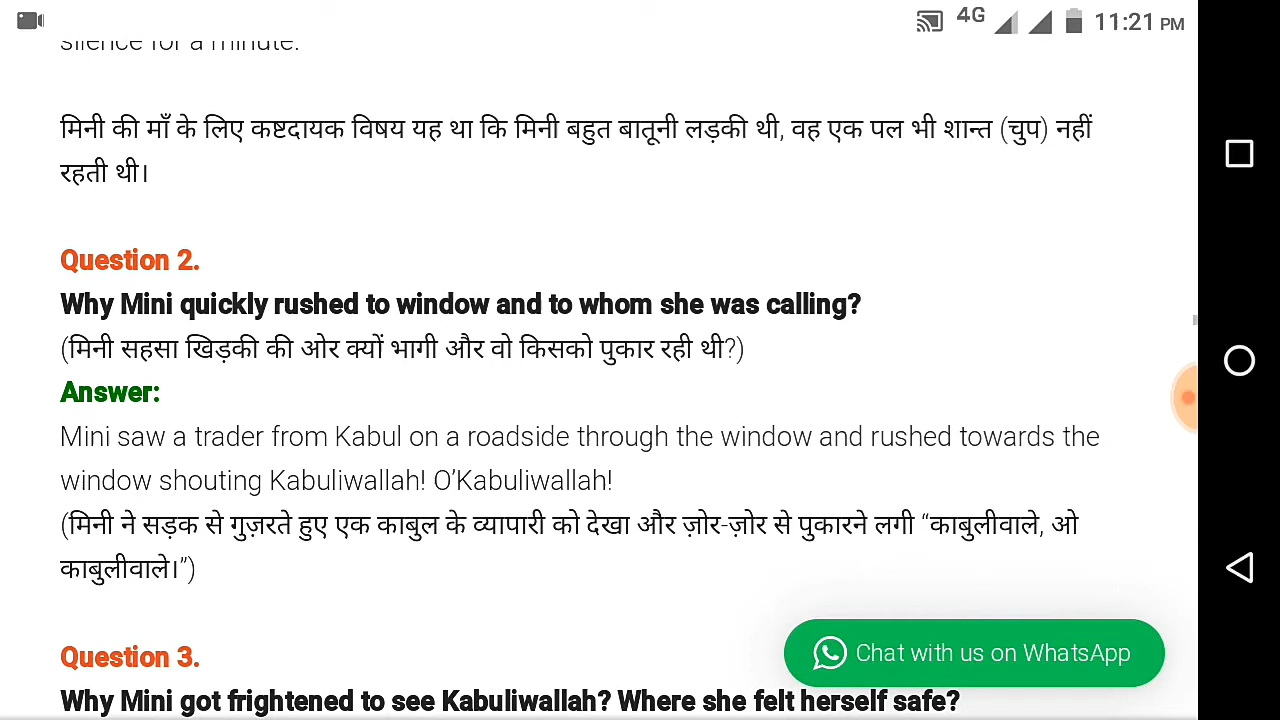 4G 11:21 PM
silence for a minute.
मिनी की माँ के लिए कष्टदायक विषय यह था कि मिनी बहुत बातूनी लड़की थी, वह एक पल भी शान्त (चुप) नहीं
रहती थी।
Question 2.
Why Mini quickly rushed to window and to whom she was calling?
(मिनी सहसा खिड़की की ओर क्यों भागी और वो किसको पुकार रही थी?)
Answer:
Mini saw a trader from Kabul on a roadside through the window and rushed towards the
window shouting Kabuliwallah! O’Kabuliwallah!
(मिनी ने सड़क से गुज़रते हुए एक काबुल के व्यापारी को देखा और ज़ोर-ज़ोर से पुकारने लगी “काबुलीवाले, ओ
काबुलीवाले।”)
Question 3.
Chat with us on WhatsApp
Why Mini got frightened to see Kabuliwallah? Where she felt herself safe?